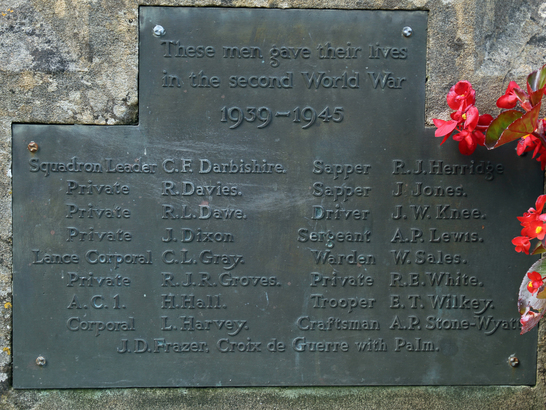 These men gave their lives
in the second World War
1939–1945
Squadron Leader C.F. Darbishire. Sapper R.J. Herridge
Private R. Davies. Sapper J. Jones.
Private R.L. Dawe. Driver J.W. Knee.
Private J. Dixon Sergeant A.P. Lewis.
Lance Corporal C.L. Gray. Warden W. Sales.
Private R.J.R. Groves. Private R.B. White.
A.C.1. H. Hall. Trooper E.T. Wilkey.
Corporal L. Harvey. Craftsman A.P. Stone-Wyatt
J.D. Frazer, Croix de Guerre with Palm.